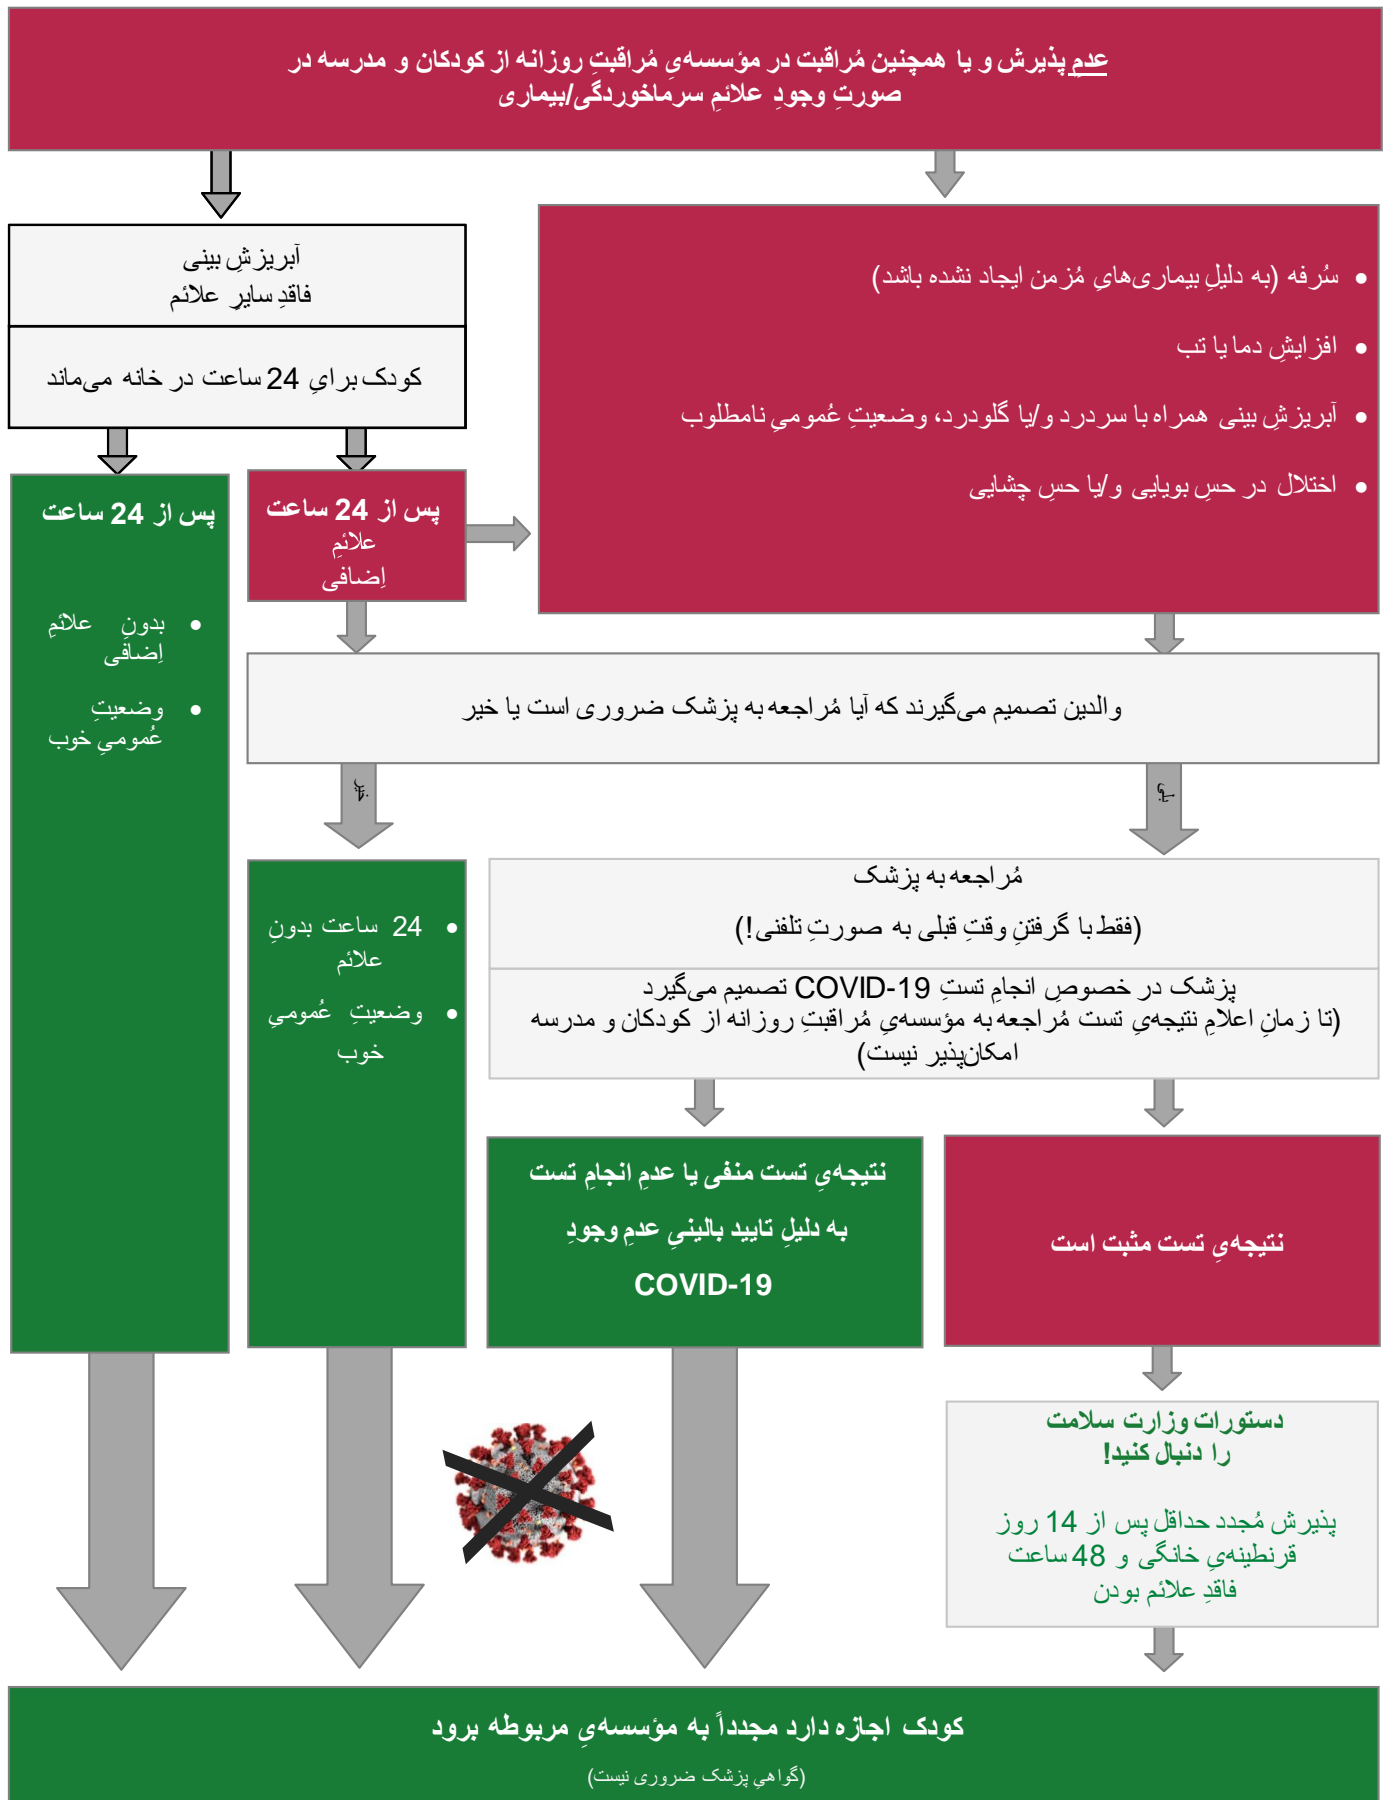 عدمِ پذیرش و یا همچنین مُراقبت در مؤسسه‌یِ مُراقبتِ روزانه از کودکان و مدرسه در
صورتِ وجودِ علائمِ سرماخوردگی/بیماری
آبریزشِ بینی
فاقدِ سایرِ علائم
کودک برایِ 24 ساعت در خانه می‌ماند
• سُرفه (به دلیلِ بیماری‌هایِ مُزمن ایجاد نشده باشد)
• افزایشِ دما یا تب
• آبریزشِ بینی همراه با سردرد و/یا گلودرد، وضعیتِ عُمومیِ نامطلوب
• اختلال در حسِ بویایی و/یا حسِ چشایی
پس از 24 ساعت
علائمِ
اِضافی
پس از 24 ساعت
• بدونِ علائمِ
اِضافی
• وضعیتِ
عُمومیِ خوب
والدین تصمیم می‌گیرند که آیا مُراجعه به پزشک ضروری است یا خیر
بلی
خیر
مُراجعه به پزشک
(فقط با گرفتنِ وقتِ قبلی به صورتِ تلفنی!)
پزشک در خصوصِ انجامِ تستِ COVID-19 تصمیم می‌گیرد
(تا زمانِ اعلامِ نتیجه‌یِ تست مُراجعه به مؤسسه‌یِ مُراقبتِ روزانه از کودکان و مدرسه
امکان‌پذیر نیست)
• 24 ساعت بدونِ
علائم
• وضعیتِ عُمومیِ
خوب
نتیجه‌یِ تست مثبت است
نتیجه‌یِ تست منفی یا عدمِ انجامِ تست
به دلیلِ تایید بالینیِ عدمِ وجودِ
COVID-19
دستورات وزارت سلامت
را دنبال کنید!
پذیرش مُجدد حداقل پس از 14 روز
قرنطینه‌یِ خانگی و 48 ساعت
فاقدِ علائم بودن
کودک اجازه دارد مجدداً به مؤسسه‌یِ مربوطه برود
(گواهیِ پزشک ضروری نیست)